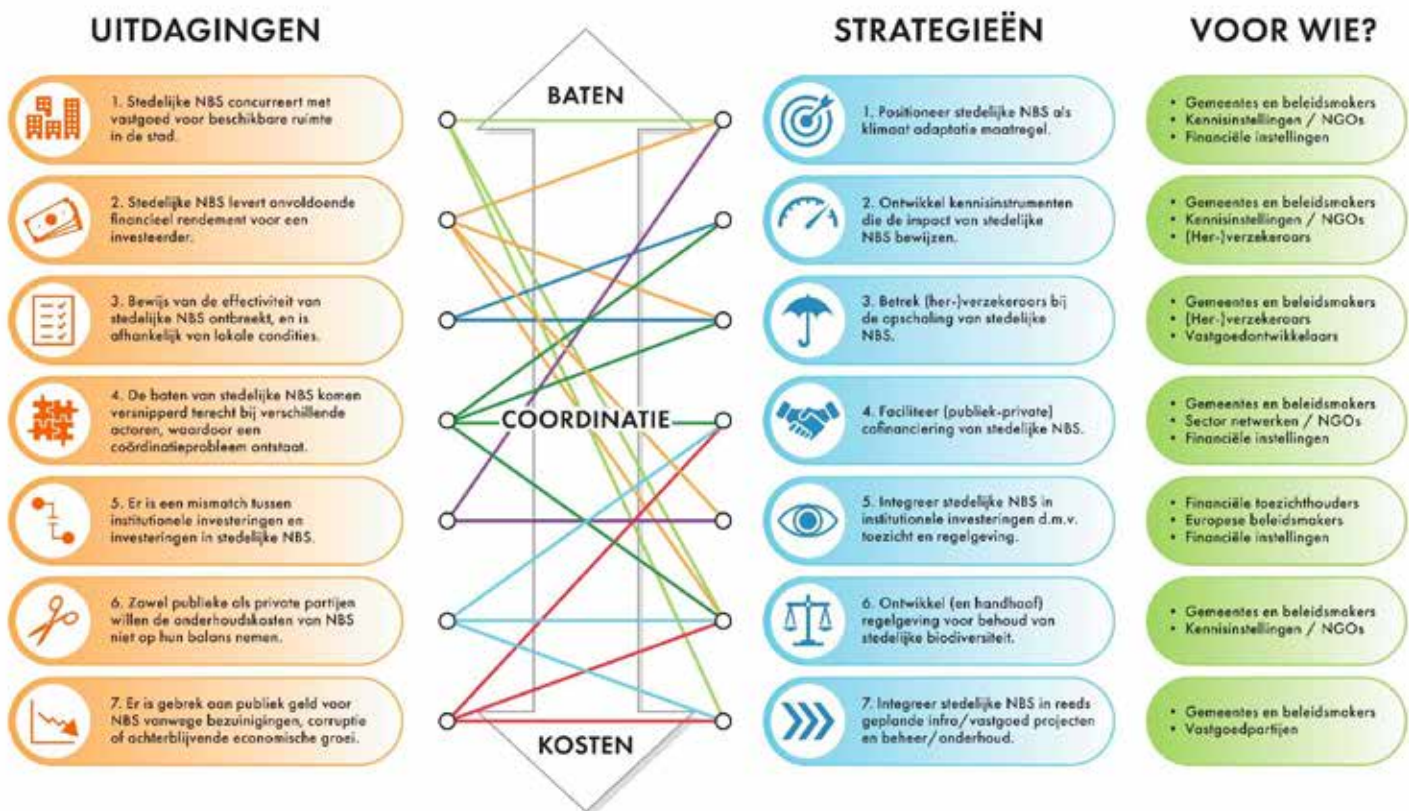 UITDAGINGEN
1. Stedelijke NBS concurreert met
vastgoed voor beschikbare ruimte
in de stad.
2. Stedelijke NBS levert onvoldoende
financieel rendement voor een
investeerder.
3. Bewijs van de effectiviteit van
stedelijke NBS ontbreekt, en is
afhankelijk van lokale condities.
4. De baten van stedelijke NBS komen
versnipperd terecht bij verschillende
actoren, waardoor een
coördinatieprobleem ontstaat.
5. Er is een mismatch tussen
institutionele investeringen en
investeringen in stedelijke NBS.
6. Zowel publieke als private partijen
willen de onderhoudskosten van NBS
niet op hun balans nemen.
7. Er is gebrek aan publiek geld voor
NBS vanwege bezuinigingen, corruptie
of achterblijvende economische groei.
BATEN
COORDINATIE
KOSTEN
STRATEGIEËN
1. Positioneer stedelijke NBS als
klimaat adaptatie maatregel.
2. Ontwikkel kennisinstrumenten
die de impact van stedelijke
NBS bewijzen.
3. Betrek (her-)verzekeraars bij
de opschaling van stedelijke
NBS.
4. Faciliteer (publiek-private)
cofinanciering van stedelijke NBS.
5. Integreer stedelijke NBS in
institutionele investeringen d.m.v.
toezicht en regelgeving.
6. Ontwikkel (en handhaaf)
regelgeving voor behoud van
stedelijke biodiversiteit.
7. Integreer stedelijke NBS in reeds
geplande infra/vastgoed projecten
en beheer/onderhoud.
VOOR WIE?
• Gemeentes en beleidsmakers
• Kennisinstellingen / NGOs
• Financiële instellingen
• Gemeentes en beleidsmakers
• Kennisinstellingen / NGOs
• (Her-)verzekeraars
• Gemeentes en beleidsmakers
• (Her-)verzekeraars
• Vastgoedontwikkelaars
• Gemeentes en beleidsmakers
• Sector netwerken / NGOs
• Financiële instellingen
• Financiële toezichthouders
• Europese beleidsmakers
• Financiële instellingen
• Gemeentes en beleidsmakers
• Kennisinstellingen / NGOs
• Gemeentes en beleidsmakers
• Vastgoedpartijen